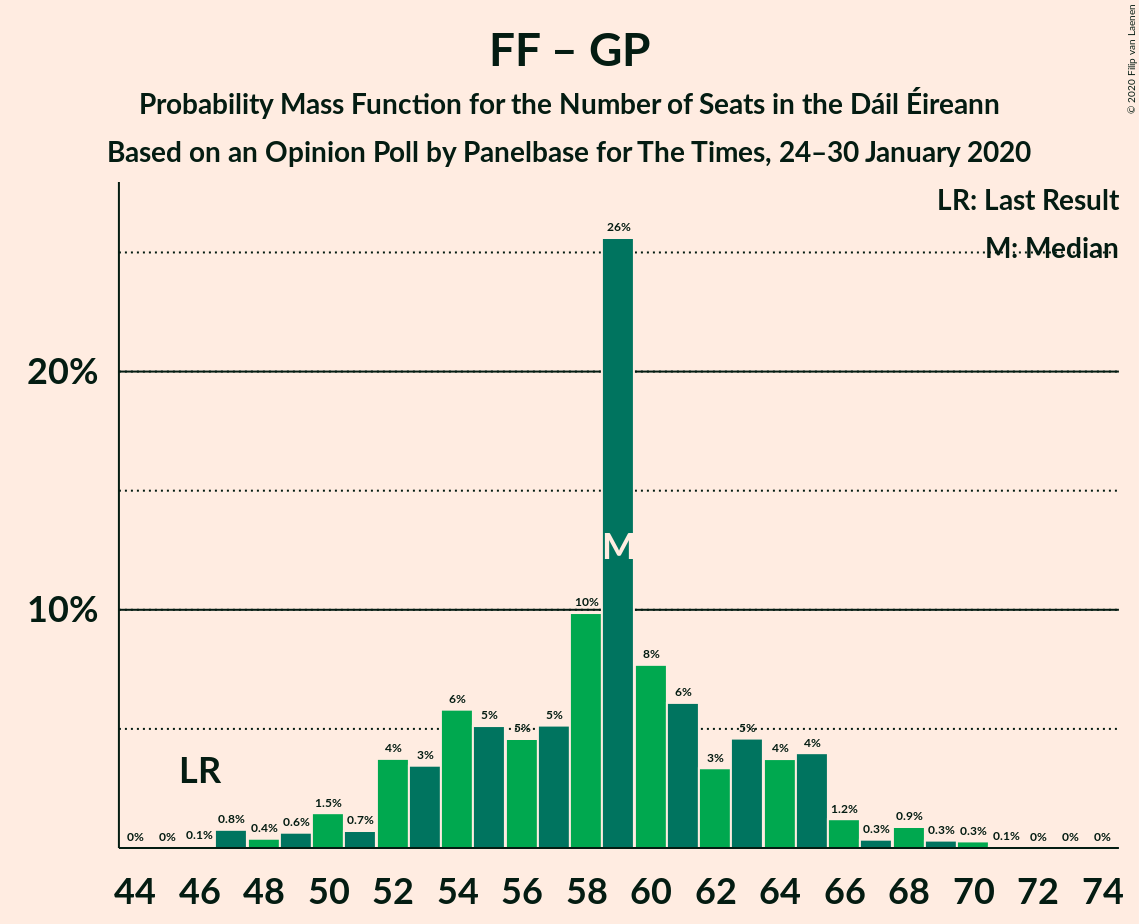 FF – GP
Probability Mass Function for the Number of Seats in the Dáil Éireann
Based on an Opinion Poll by Panelbase for The Times, 24–30 January 2020
© 2020 Filip van Laenen
LR: Last Result
M: Median
20%
10%
LR
M
0% 0% 0.1% 0.8% 0.4% 0.6% 1.5% 0.7% 4% 3% 6% 5% 5% 5% 10% 26% 8% 6% 3% 5% 4% 4% 1.2% 0.3% 0.9% 0.3% 0.3% 0.1% 0% 0% 0%
44 46 48 50 52 54 56 58 60 62 64 66 68 70 72 74